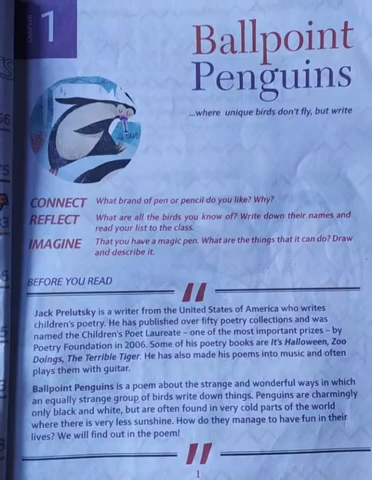 CHAPTER
1
Ballpoint
Penguins
...where unique birds don't fly, but write
CONNECT What brand of pen or pencil do you like? Why?
REFLECT What are all the birds you know of? Write down their names and
read your list to the class.
IMAGINE That you have a magic pen. What are the things that it can do? Draw
and describe it.
BEFORE YOU READ
Jack Prelutsky is a writer from the United States of America who writes
children's poetry. He has published over fifty poetry collections and was
named the Children's Poet Laureate – one of the most important prizes – by
Poetry Foundation in 2006. Some of his poetry books are It's Halloween, Zoo
Doings, The Terrible Tiger. He has also made his poems into music and often
plays them with guitar.
Ballpoint Penguins is a poem about the strange and wonderful ways in which
an equally strange group of birds write down things. Penguins are charmingly
only black and white, but are often found in very cold parts of the world
where there is very less sunshine. How do they manage to have fun in their
lives? We will find out in the poem!
1